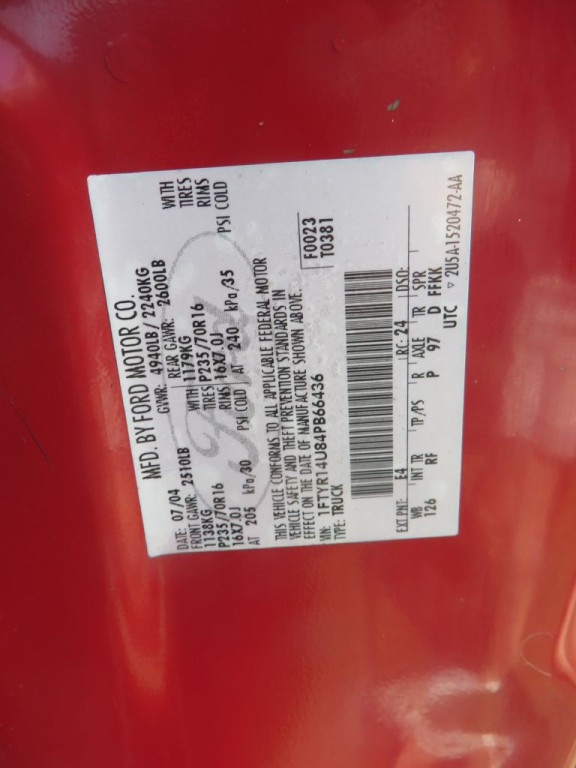 MFD. BY FORD MOTOR CO.
DATE: 07/04 GVWR: 4940LB/ 2240KG
FRONT GAWR: 2510LB REAR GAWR: 2600LB
1138KG WITH 1179KG WITH
P235/70R16 TIRES P235/70R16 TIRES
16X7.0J RIMS 16X7.0J RIMS
AT 205 kPa/30 PSI COLD AT 240 kPa/35 PSI COLD
THIS VEHICLE CONFORMS TO ALL APPLICABLE FEDERAL MOTOR
VEHICLE SAFETY AND THEFT PREVENTION STANDARDS IN
EFFECT ON THE DATE OF MANUFACTURE SHOWN ABOVE.
VIN: 1FTYR14U84PB66436 F0023
TYPE: TRUCK T0381
EXT PNT: E4 RC: 24 DSO:
WB INT TR TP/PS R AXLE TR SPR
126 RF P 97 D FFKK
UTC ▽ 2U5A-1520472-AA
Ford